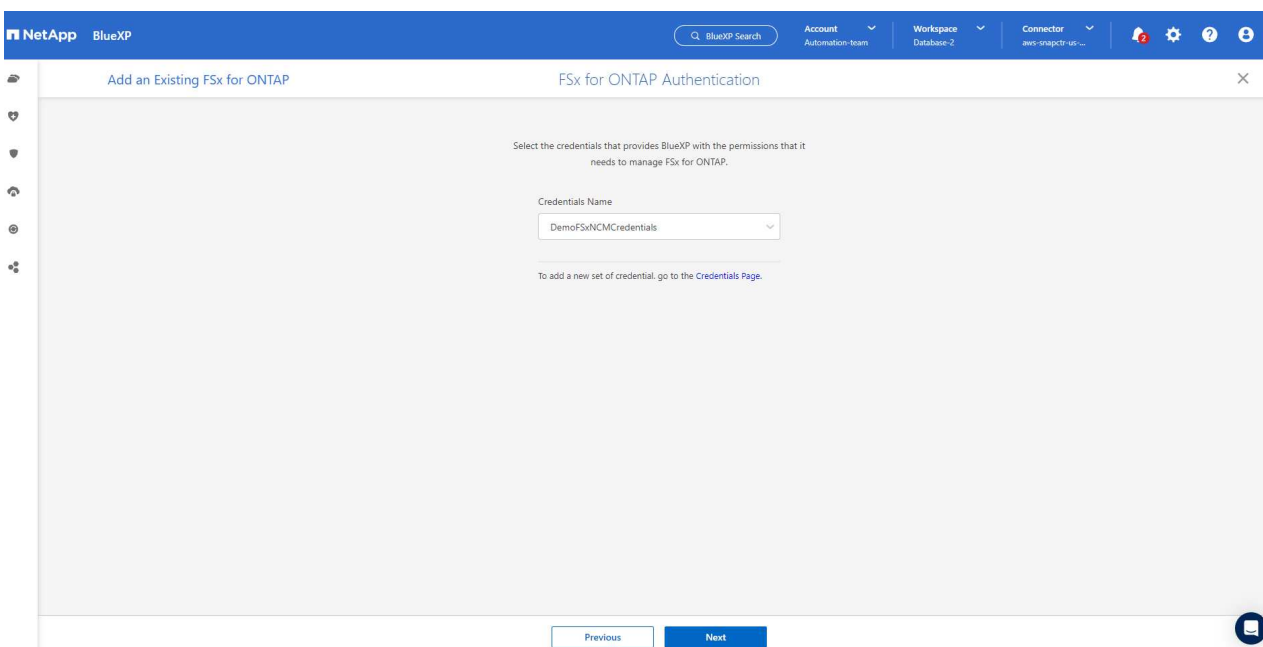 NetApp BlueXP
BlueXP Search
Account
Automation-team
Workspace
Database-2
Connector
aws-snapctr-us-...
2
Add an Existing FSx for ONTAP
FSx for ONTAP Authentication
Select the credentials that provides BlueXP with the permissions that it
needs to manage FSx for ONTAP.
Credentials Name
DemoFSxNCMCredentials
To add a new set of credential. go to the Credentials Page.
Previous
Next